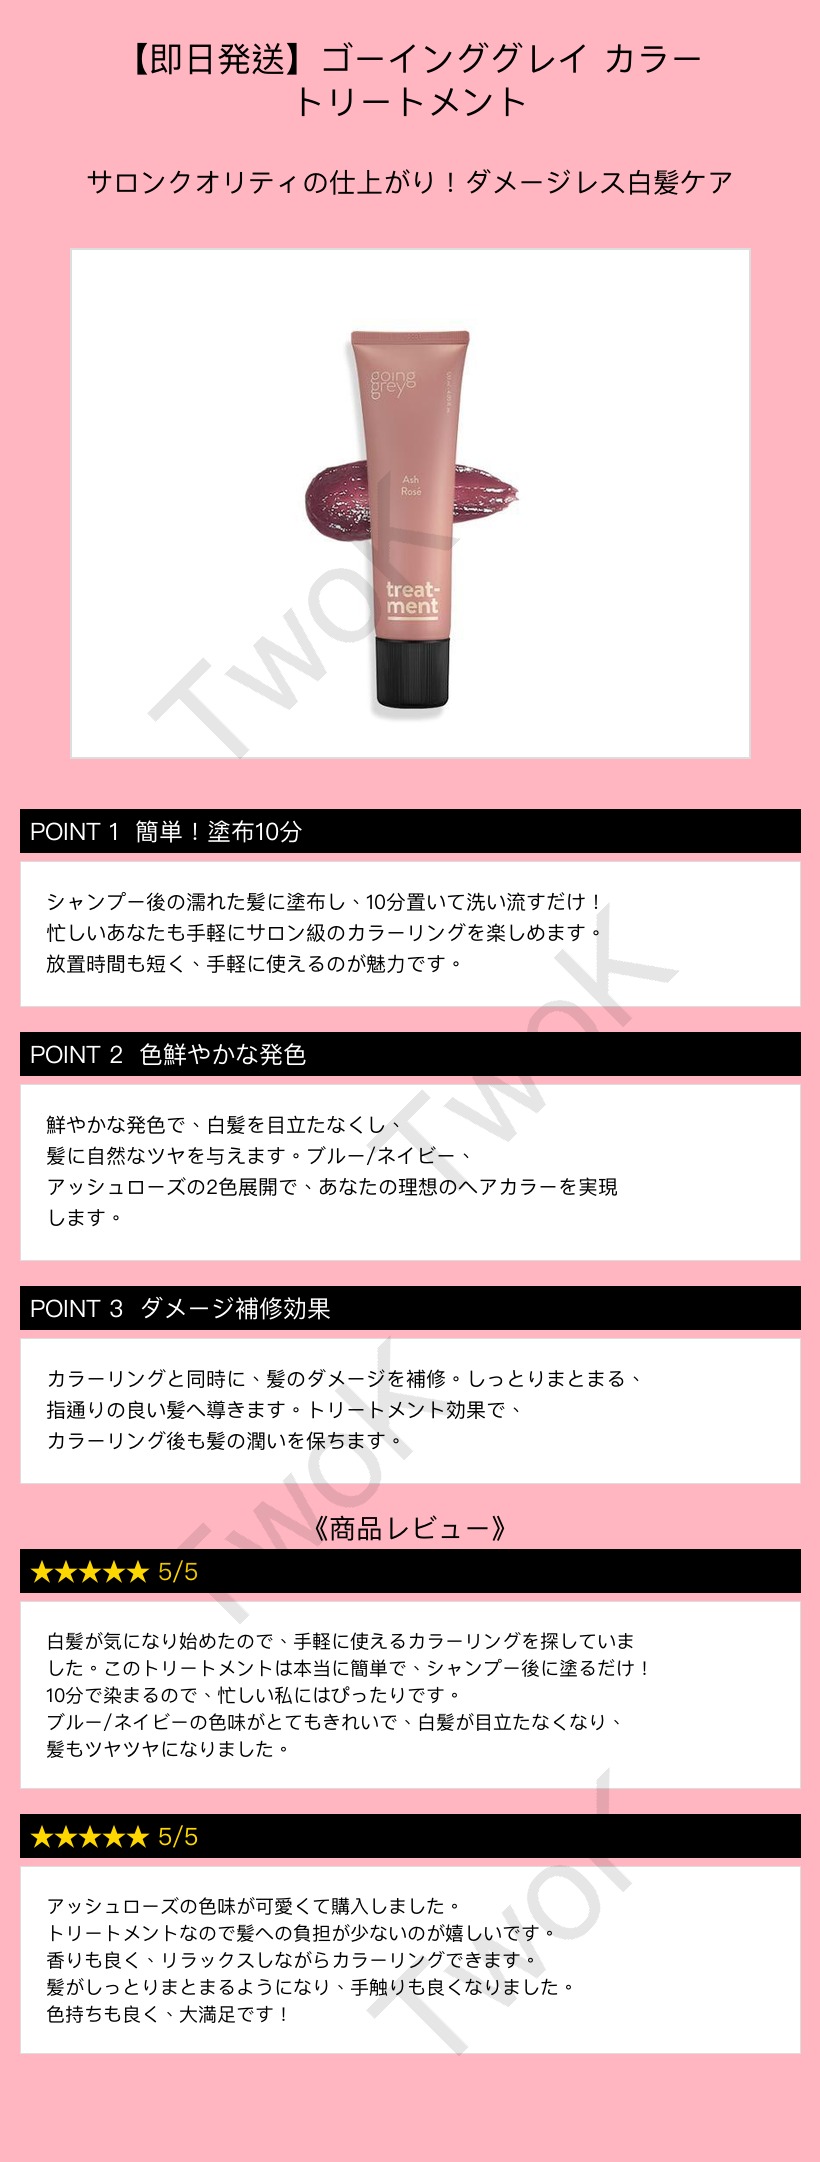 【即日発送】ゴーインググレイ カラー
トリートメント
サロンクオリティの仕上がり！ダメージレス白髪ケア
going
grey
Ash
Rosé
treat-
ment
TwoK
POINT 1 簡単！塗布10分
シャンプー後の濡れた髪に塗布し、10分置いて洗い流すだけ！
忙しいあなたも手軽にサロン級のカラーリングを楽しめます。
放置時間も短く、手軽に使えるのが魅力です。
TwoK
POINT 2 色鮮やかな発色
鮮やかな発色で、白髪を目立たなくし、
髪に自然なツヤを与えます。ブルー/ネイビー、
アッシュローズの2色展開で、あなたの理想のヘアカラーを実現
します。
POINT 3 ダメージ補修効果
カラーリングと同時に、髪のダメージを補修。しっとりまとまる、
指通りの良い髪へ導きます。トリートメント効果で、
カラーリング後も髪の潤いを保ちます。
TwoK
《商品レビュー》
★★★★★ 5/5
白髪が気になり始めたので、手軽に使えるカラーリングを探していま
した。このトリートメントは本当に簡単で、シャンプー後に塗るだけ！
10分で染まるので、忙しい私にはぴったりです。
ブルー/ネイビーの色味がとてもきれいで、白髪が目立たなくなり、
髪もツヤツヤになりました。
★★★★★ 5/5
アッシュローズの色味が可愛くて購入しました。
トリートメントなので髪への負担が少ないのが嬉しいです。
香りも良く、リラックスしながらカラーリングできます。
髪がしっとりまとまるようになり、手触りも良くなりました。
色持ちも良く、大満足です！
TwoK